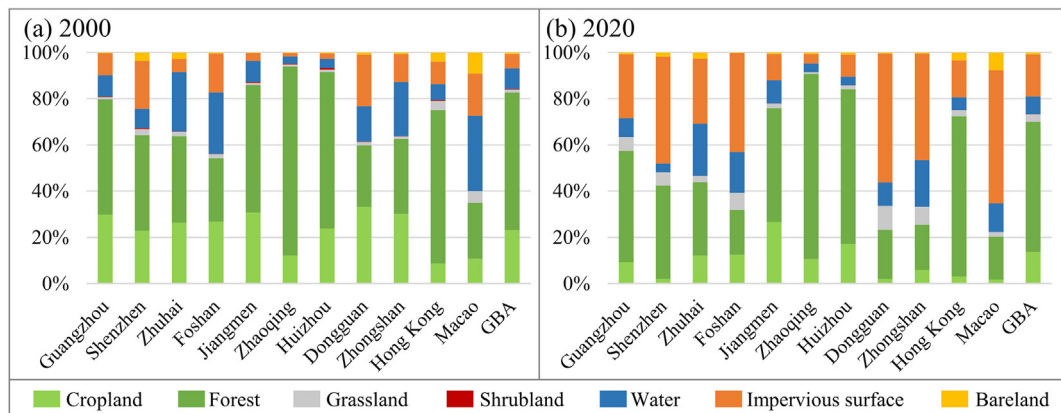 (a) 2000
100%
80%
60%
40%
20%
0%
Guangzhou
Shenzhen
Zhuhai
Foshan
Jiangmen
Zhaoqing
Huizhou
Dongguan
Zhongshan
Hong Kong
Macao
GBA
(b) 2020
100%
80%
60%
40%
20%
0%
Guangzhou
Shenzhen
Zhuhai
Foshan
Jiangmen
Zhaoqing
Huizhou
Dongguan
Zhongshan
Hong Kong
Macao
GBA
Cropland Forest Grassland Shrubland Water Impervious surface Bareland